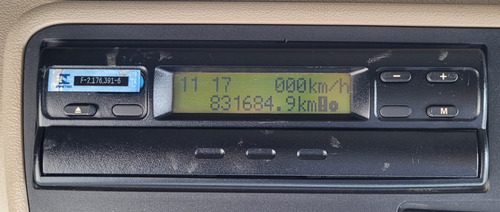 F-2.176.391-6
11 17 000km/h
831684.9km
- +
M